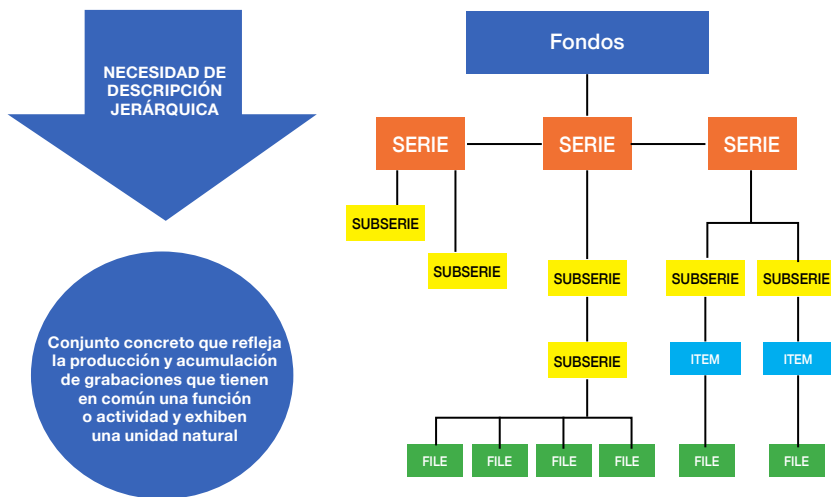 NECESIDAD DE
DESCRIPCIÓN
JERÁRQUICA
Conjunto concreto que refleja
la producción y acumulación
de grabaciones que tienen
en común una función
o actividad y exhiben
una unidad natural
Fondos
SERIE SERIE SERIE
SUBSERIE
SUBSERIE SUBSERIE SUBSERIE SUBSERIE
SUBSERIE ITEM ITEM
FILE FILE FILE FILE FILE FILE